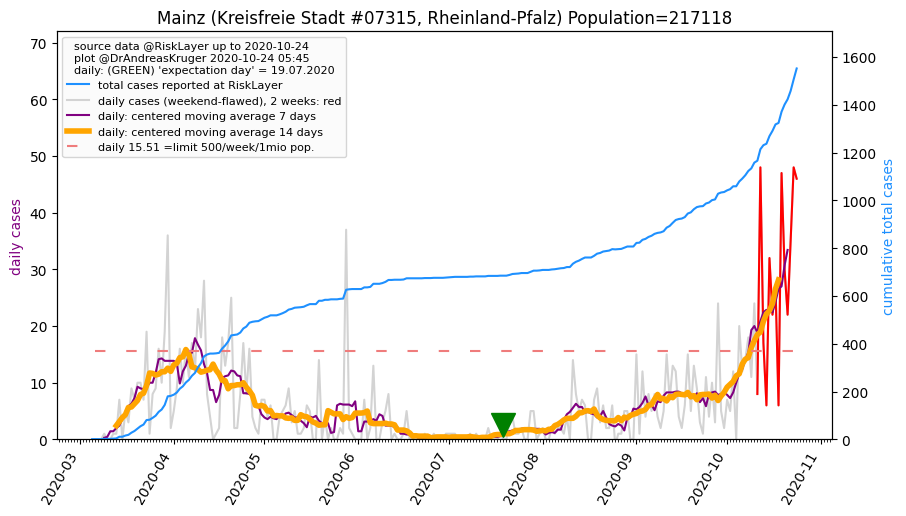 Mainz (Kreisfreie Stadt #07315, Rheinland-Pfalz) Population=217118
source data @RiskLayer up to 2020-10-24
plot @DrAndreasKruger 2020-10-24 05:45
daily: (GREEN) 'expectation day' = 19.07.2020
total cases reported at RiskLayer
daily cases (weekend-flawed), 2 weeks: red
daily: centered moving average 7 days
daily: centered moving average 14 days
daily 15.51 =limit 500/week/1mio pop.
daily cases
70
60
50
40
30
20
10
0
cumulative total cases
1600
1400
1200
1000
800
600
400
200
0
2020-03
2020-04
2020-05
2020-06
2020-07
2020-08
2020-09
2020-10
2020-11